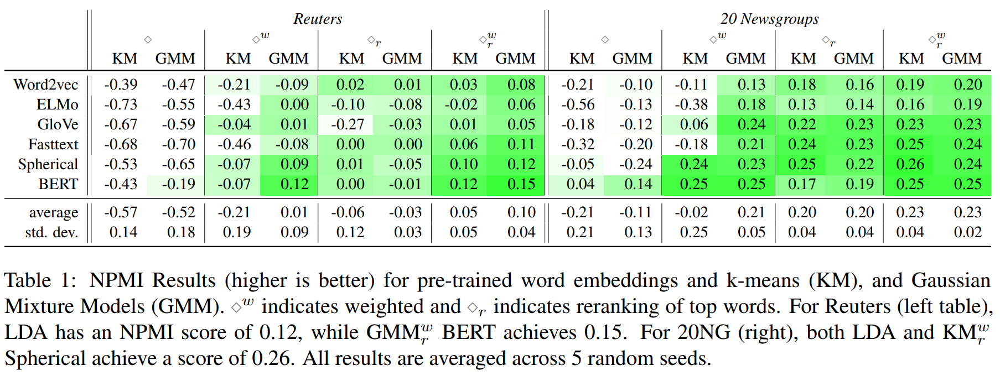 Reuters 20 Newsgroups
◇ ◇^w ◇_r ◇^w_r ◇ ◇^w ◇_r ◇^w_r
KM GMM KM GMM KM GMM KM GMM KM GMM KM GMM KM GMM KM GMM
Word2vec -0.39 -0.47 -0.21 -0.09 0.02 0.01 0.03 0.08 -0.21 -0.10 -0.11 0.13 0.18 0.16 0.19 0.20
ELMo -0.73 -0.55 -0.43 0.00 -0.10 -0.08 -0.02 0.06 -0.56 -0.13 -0.38 0.18 0.13 0.14 0.16 0.19
GloVe -0.67 -0.59 -0.04 0.01 -0.27 -0.03 0.01 0.05 -0.18 -0.12 0.06 0.24 0.22 0.23 0.23 0.23
Fasttext -0.68 -0.70 -0.46 -0.08 0.00 0.00 0.06 0.11 -0.32 -0.20 -0.18 0.21 0.24 0.23 0.25 0.24
Spherical -0.53 -0.65 -0.07 0.09 0.01 -0.05 0.10 0.12 -0.05 -0.24 0.24 0.23 0.25 0.22 0.26 0.24
BERT -0.43 -0.19 -0.07 0.12 0.00 -0.01 0.12 0.15 0.04 0.14 0.25 0.25 0.17 0.19 0.25 0.25
average -0.57 -0.52 -0.21 0.01 -0.06 -0.03 0.05 0.10 -0.21 -0.11 -0.02 0.21 0.20 0.20 0.23 0.23
std. dev. 0.14 0.18 0.19 0.09 0.12 0.03 0.05 0.04 0.21 0.13 0.25 0.05 0.04 0.04 0.04 0.02
Table 1: NPMI Results (higher is better) for pre-trained word embeddings and k-means (KM), and Gaussian
Mixture Models (GMM). ◇^w indicates weighted and ◇_r indicates reranking of top words. For Reuters (left table),
LDA has an NPMI score of 0.12, while GMM^w_r BERT achieves 0.15. For 20NG (right), both LDA and KM^w_r
Spherical achieve a score of 0.26. All results are averaged across 5 random seeds.